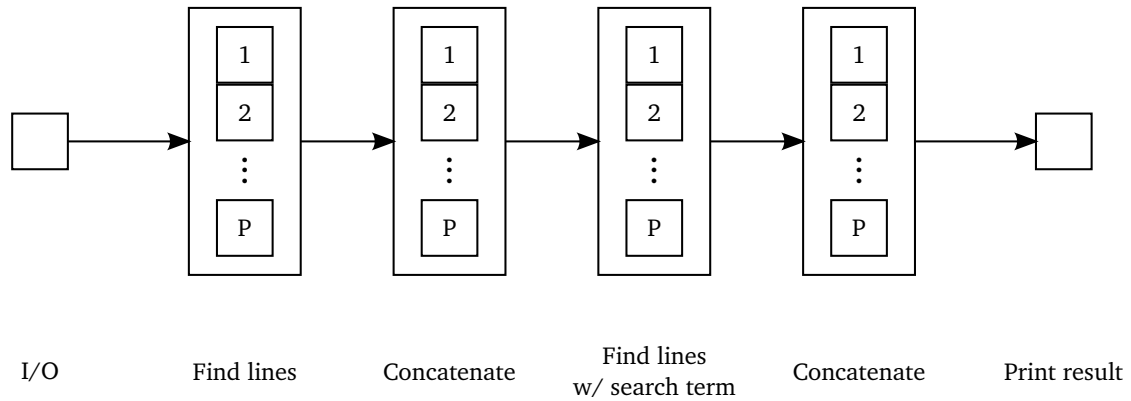 1 1 1 1
2 2 2 2
P P P P
I/O Find lines Concatenate Find lines w/ search term Concatenate Print result